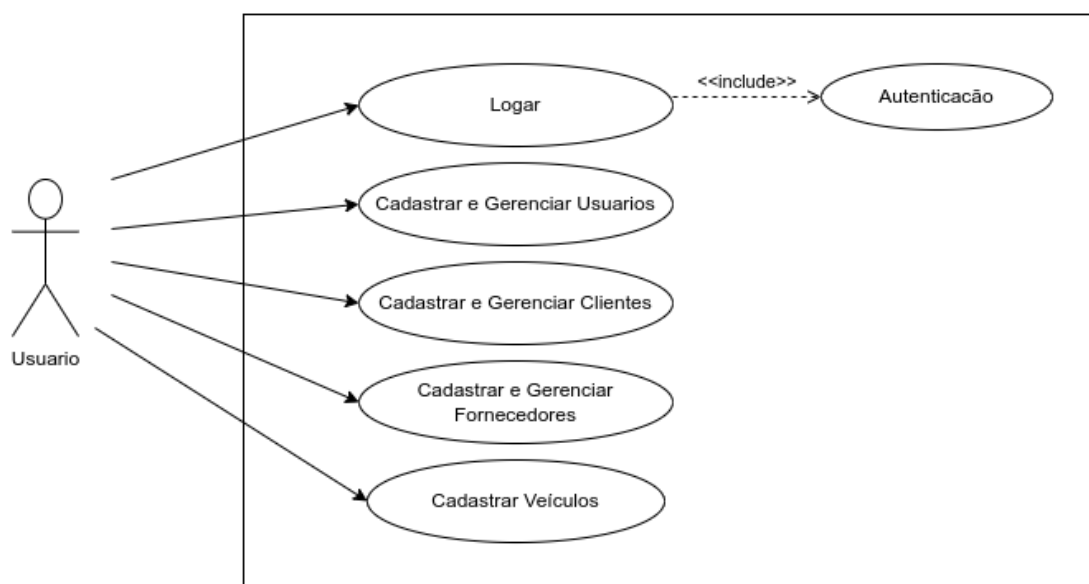 Logar
<<include>>
Autenticacão
Cadastrar e Gerenciar Usuarios
Cadastrar e Gerenciar Clientes
Usuario
Cadastrar e Gerenciar
Fornecedores
Cadastrar Veículos